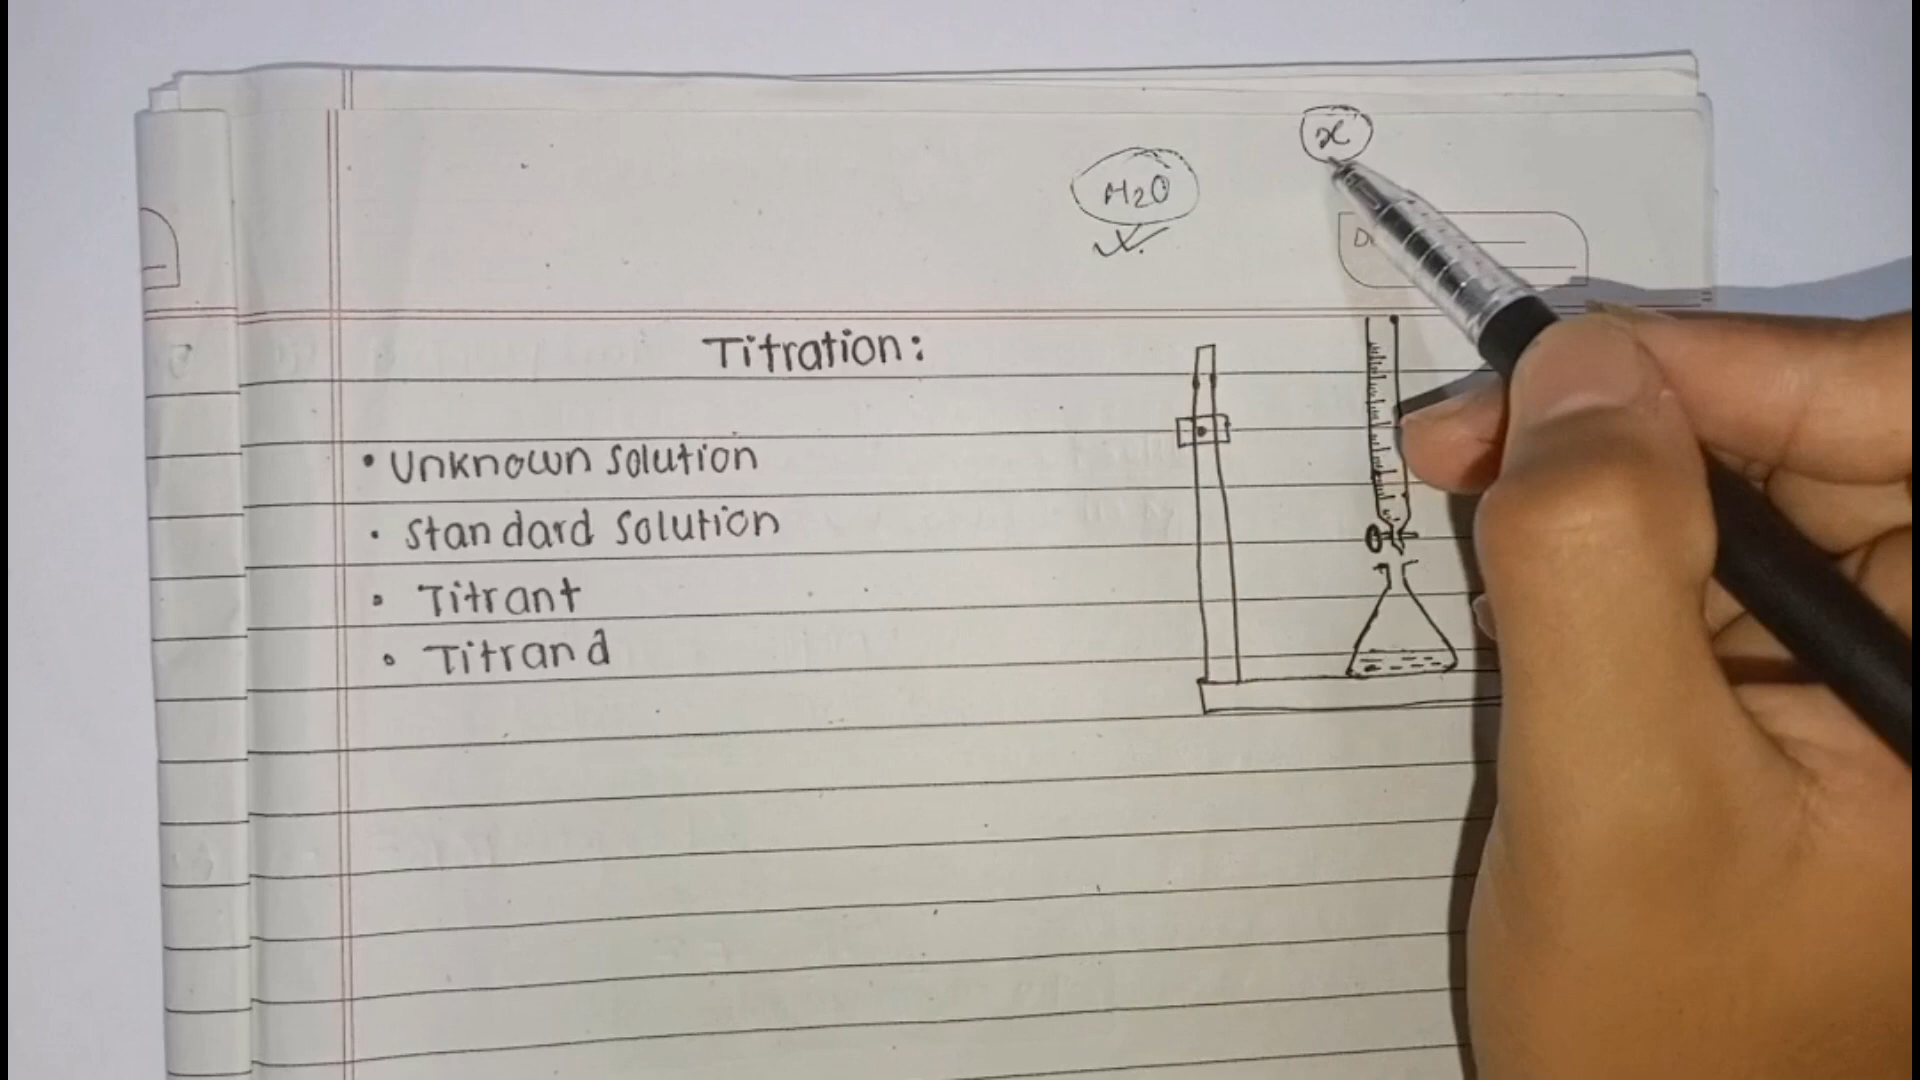 x
H2O
Titration:
• Unknown solution
• Standard solution
• Titrant
• Titrand